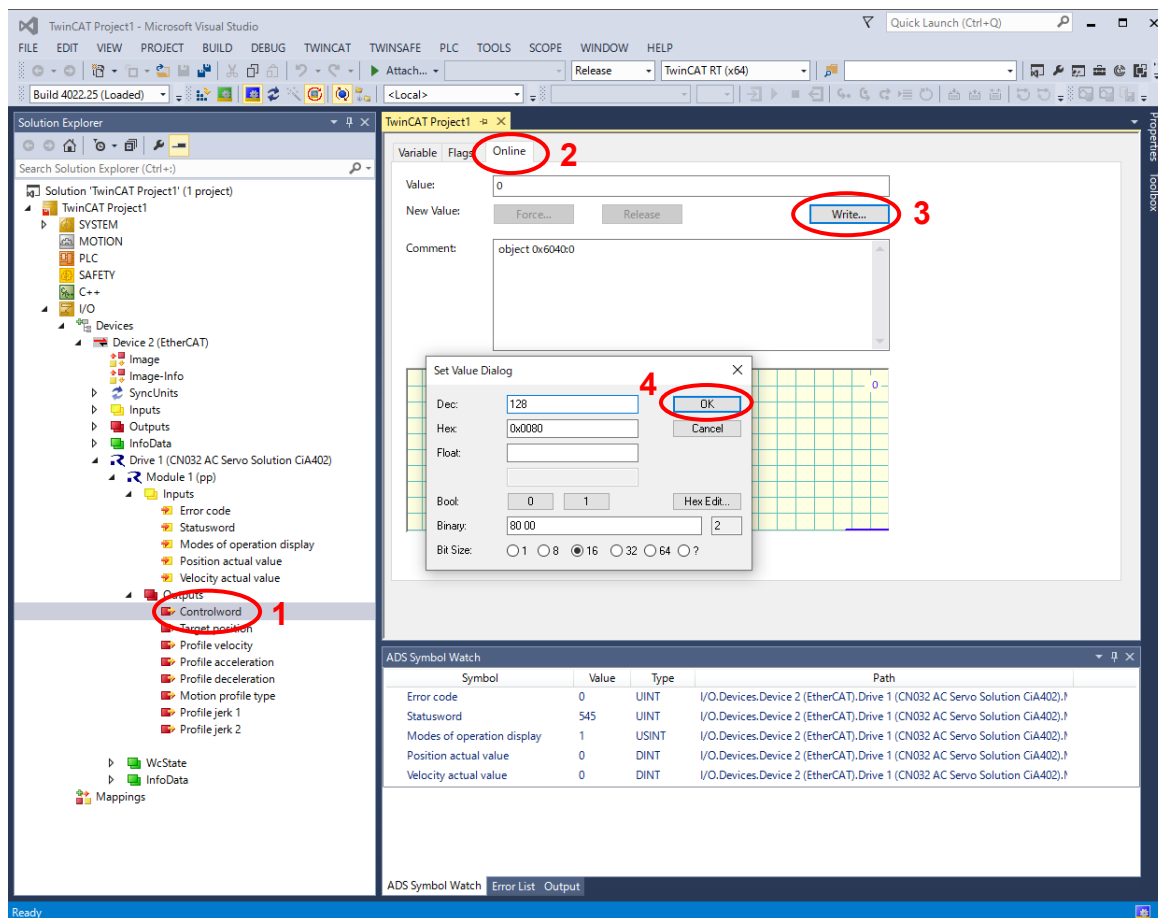 TwinCAT Project1 - Microsoft Visual Studio
Quick Launch (Ctrl+Q)
FILE EDIT VIEW PROJECT BUILD DEBUG TWINCAT TWINSAFE PLC TOOLS SCOPE WINDOW HELP
Attach... Release TwinCAT RT (x64)
Build 4022.25 (Loaded) <Local>
Solution Explorer
Search Solution Explorer (Ctrl+:)
Solution 'TwinCAT Project1' (1 project)
TwinCAT Project1
SYSTEM
MOTION
PLC
SAFETY
C++
I/O
Devices
Device 2 (EtherCAT)
Image
Image-Info
SyncUnits
Inputs
Outputs
InfoData
Drive 1 (CN032 AC Servo Solution CiA402)
Module 1 (pp)
Inputs
Error code
Statusword
Modes of operation display
Position actual value
Velocity actual value
Outputs
Controlword
1
Target position
Profile velocity
Profile acceleration
Profile deceleration
Motion profile type
Profile jerk 1
Profile jerk 2
WcState
InfoData
Mappings
TwinCAT Project1
Variable Flags Online
2
Value: 0
New Value: Force... Release Write...
3
Comment: object 0x6040:0
0
Set Value Dialog
4
Dec: 128 OK
Hex: 0x0080 Cancel
Float:
Bool: 0 1 Hex Edit...
Binary: 80 00 2
Bit Size: 1 8 16 32 64 ?
ADS Symbol Watch
Symbol Value Type Path
Error code 0 UINT I/O.Devices.Device 2 (EtherCAT).Drive 1 (CN032 AC Servo Solution CiA402).
Statusword 545 UINT I/O.Devices.Device 2 (EtherCAT).Drive 1 (CN032 AC Servo Solution CiA402).
Modes of operation display 1 USINT I/O.Devices.Device 2 (EtherCAT).Drive 1 (CN032 AC Servo Solution CiA402).
Position actual value 0 DINT I/O.Devices.Device 2 (EtherCAT).Drive 1 (CN032 AC Servo Solution CiA402).
Velocity actual value 0 DINT I/O.Devices.Device 2 (EtherCAT).Drive 1 (CN032 AC Servo Solution CiA402).
ADS Symbol Watch Error List Output
Properties
Toolbox
Ready